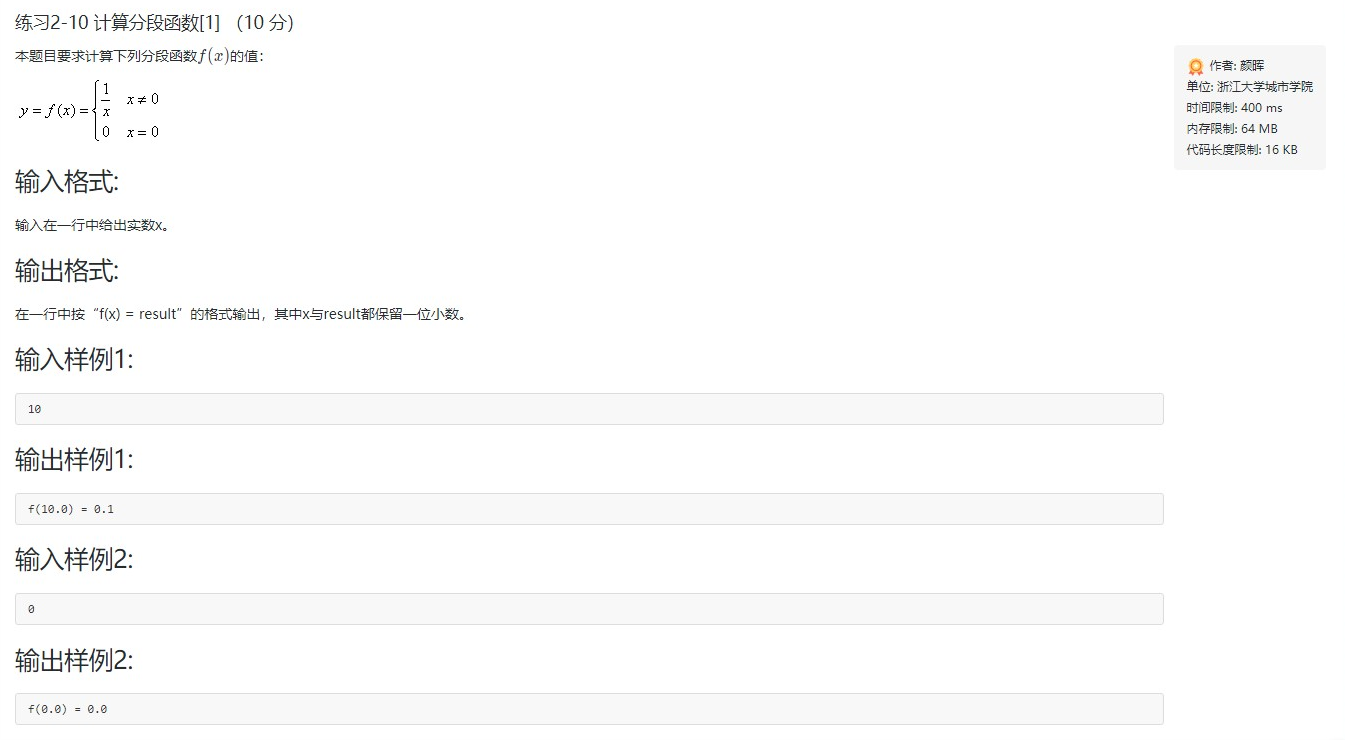 练习2-10 计算分段函数[1] （10 分）
本题目要求计算下列分段函数f(x)的值：
作者: 颜晖
单位: 浙江大学城市学院
时间限制: 400 ms
内存限制: 64 MB
代码长度限制: 16 KB
y = f(x) = { 1/x x ≠ 0
0 x = 0
输入格式:
输入在一行中给出实数x。
输出格式:
在一行中按“f(x) = result”的格式输出，其中x与result都保留一位小数。
输入样例1:
10
输出样例1:
f(10.0) = 0.1
输入样例2:
0
输出样例2:
f(0.0) = 0.0